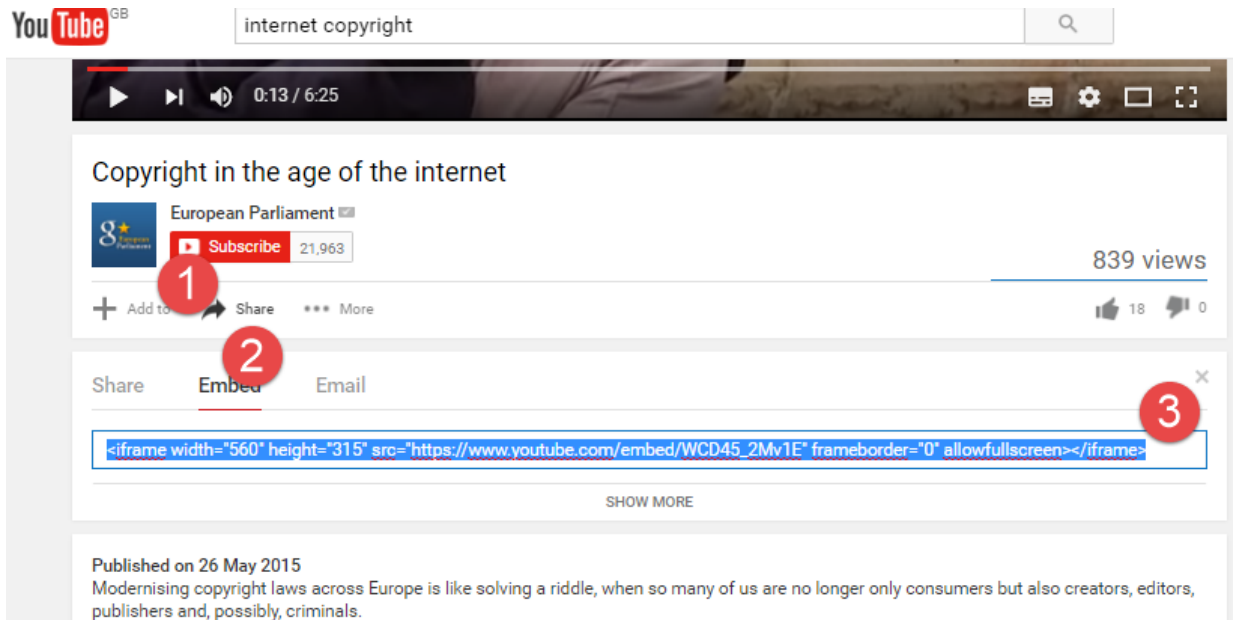 YouTube GB
internet copyright
0:13 / 6:25
Copyright in the age of the internet
European Parliament
8 European Parliament
Subscribe 21,963
839 views
1
Add to Share More
18 0
2
Share Embed Email
3
<iframe width="560" height="315" src="https://www.youtube.com/embed/WCD45_2Mv1E" frameborder="0" allowfullscreen></iframe>
SHOW MORE
Published on 26 May 2015
Modernising copyright laws across Europe is like solving a riddle, when so many of us are no longer only consumers but also creators, editors,
publishers and, possibly, criminals.